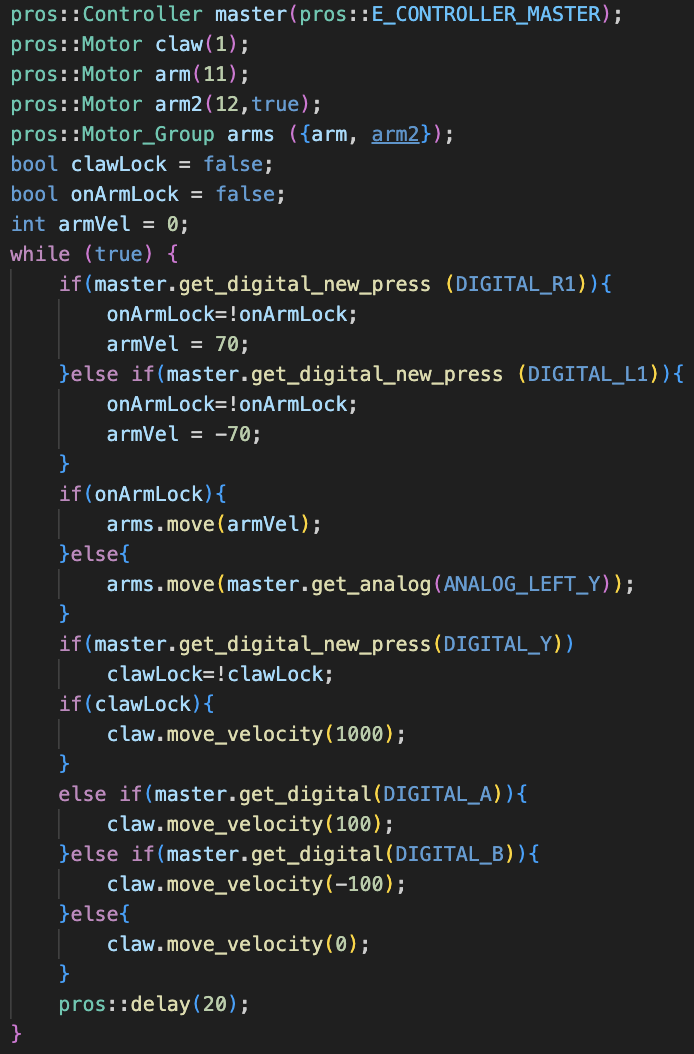 pros::Controller master(pros::E_CONTROLLER_MASTER);
pros::Motor claw(1);
pros::Motor arm(11);
pros::Motor arm2(12,true);
pros::Motor_Group arms ({arm, arm2});
bool clawLock = false;
bool onArmLock = false;
int armVel = 0;
while (true) {
    if(master.get_digital_new_press (DIGITAL_R1)){
        onArmLock=!onArmLock;
        armVel = 70;
    }else if(master.get_digital_new_press (DIGITAL_L1)){
        onArmLock=!onArmLock;
        armVel = -70;
    }
    if(onArmLock){
        arms.move(armVel);
    }else{
        arms.move(master.get_analog(ANALOG_LEFT_Y));
    }
    if(master.get_digital_new_press(DIGITAL_Y))
        clawLock=!clawLock;
    if(clawLock){
        claw.move_velocity(1000);
    }
    else if(master.get_digital(DIGITAL_A)){
        claw.move_velocity(100);
    }else if(master.get_digital(DIGITAL_B)){
        claw.move_velocity(-100);
    }else{
        claw.move_velocity(0);
    }
    pros::delay(20);
}